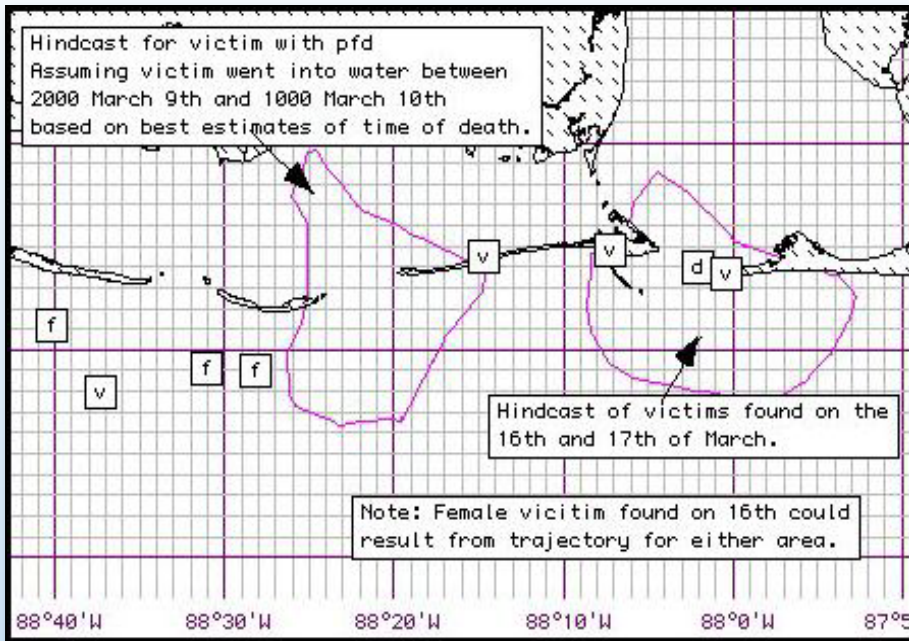 Hindcast for victim with pfd
Assuming victim went into water between
2000 March 9th and 1000 March 10th
based on best estimates of time of death.
v
v
d
v
f
f
f
v
Hindcast of victims found on the
16th and 17th of March.
Note: Female vicitim found on 16th could
result from trajectory for either area.
88°40'W 88°30'W 88°20'W 88°10'W 88°0'W 87°5